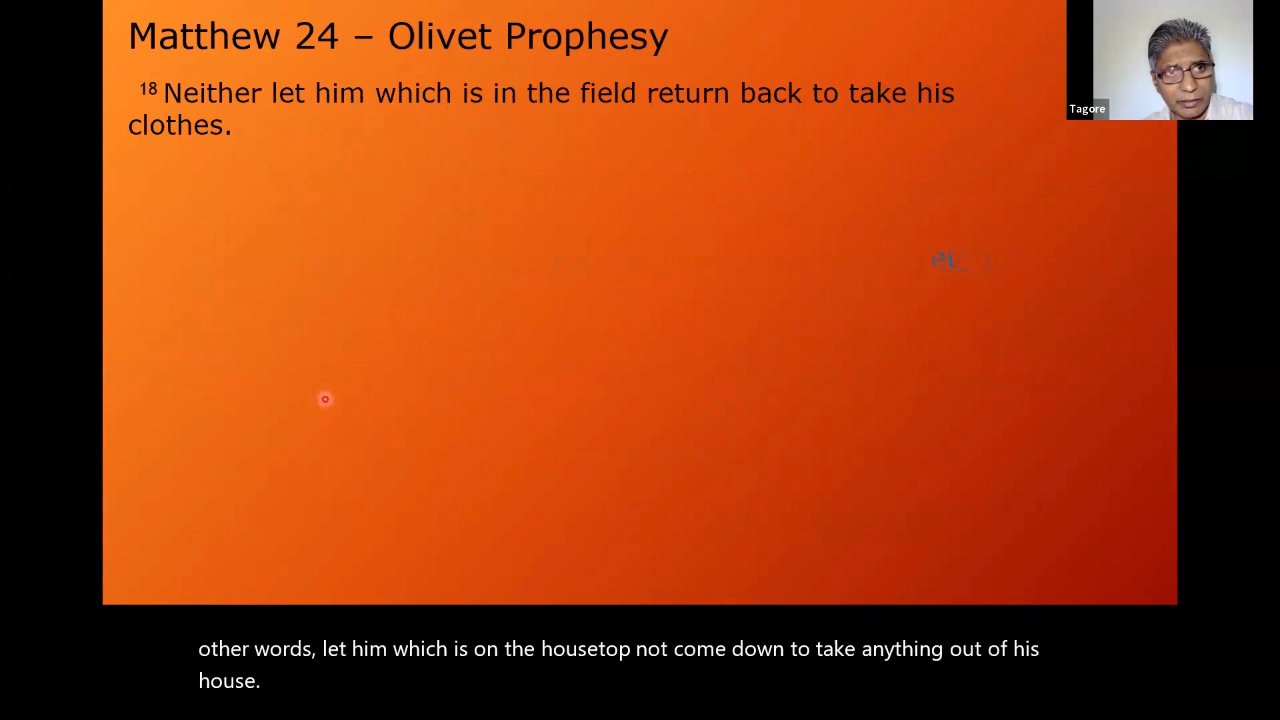 Matthew 24 – Olivet Prophesy
18 Neither let him which is in the field return back to take his
clothes.
Tagore
other words, let him which is on the housetop not come down to take anything out of his
house.